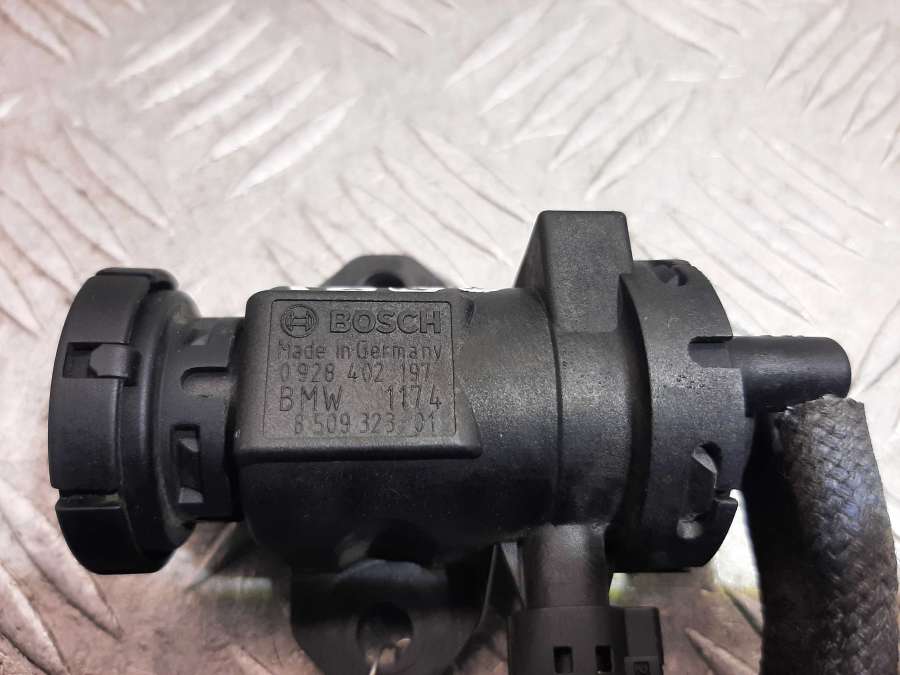 BOSCH
Made in Germany
0 928 402 197
BMW 1174
8 509 323 01